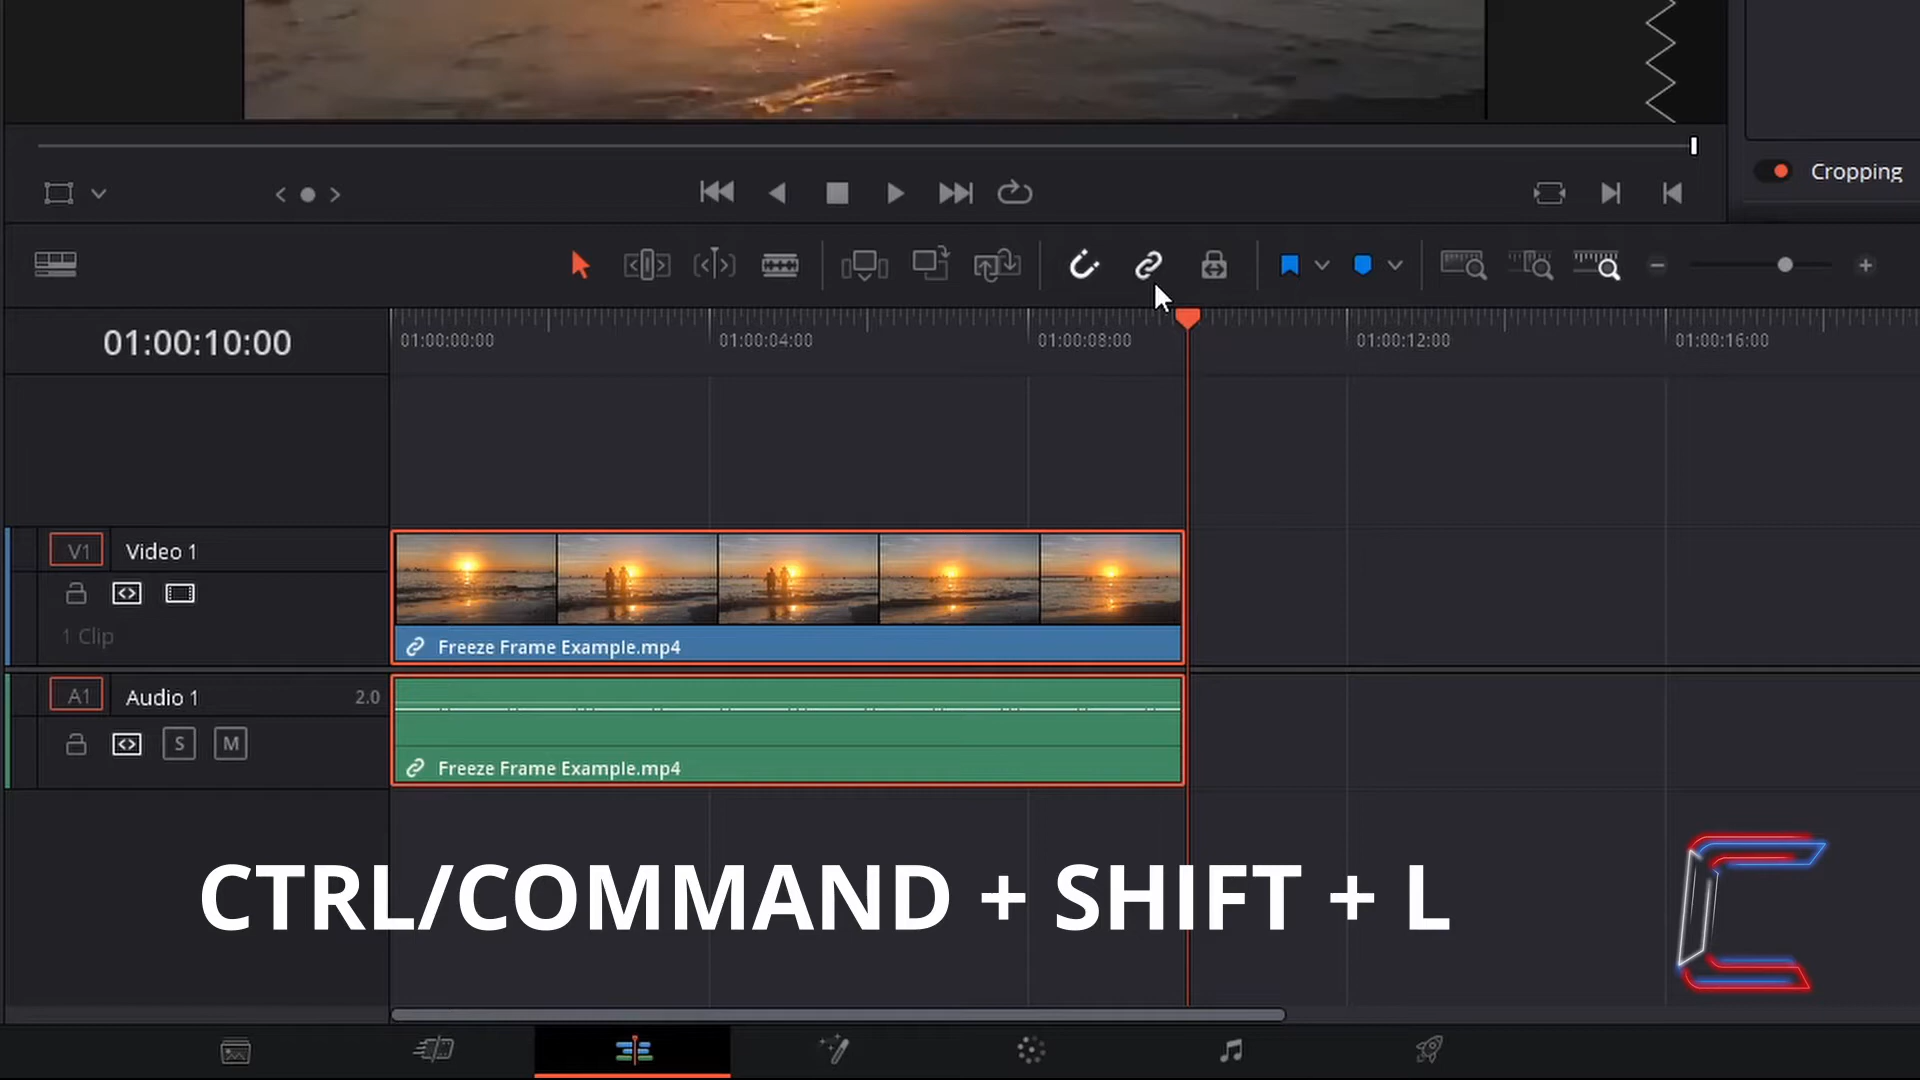 Cropping
01:00:10:00
01:00:00:00
01:00:04:00
01:00:08:00
01:00:12:00
01:00:16:00
V1
Video 1
1 Clip
Freeze Frame Example.mp4
A1
Audio 1
2.0
S
M
Freeze Frame Example.mp4
CTRL/COMMAND + SHIFT + L